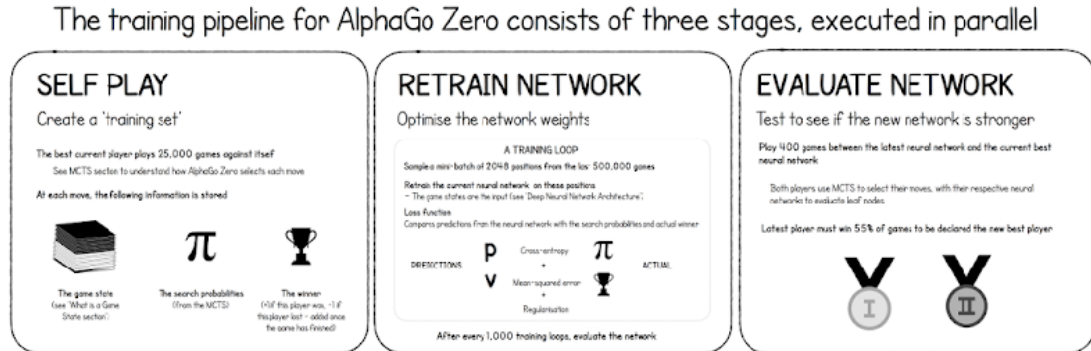 The training pipeline for AlphaGo Zero consists of three stages, executed in parallel
SELF PLAY
Create a 'training set'
The best current player plays 25,000 games against itself
See MCTS section to understand how AlphaGo Zero selects each move
At each move, the following information is stored
π
The game state
(see 'What is a Game
State section')
The search probabilities
(from the MCTS)
The winner
(+1 if this player won, -1 if
this player lost - added once
the game has finished)
RETRAIN NETWORK
Optimise the network weights
A TRAINING LOOP
Sample a mini-batch of 2048 positions from the last 500,000 games
Retrain the current neural network on these positions
- The game states are the input (see 'Deep Neural Network Architecture')
Loss function
Compares predictions from the neural network with the search probabilities and actual winner
PREDICTIONS
p
v
Cross-entropy
+
Mean-squared error
+
Regularisation
π
ACTUAL
After every 1,000 training loops, evaluate the network
EVALUATE NETWORK
Test to see if the new network is stronger
Play 400 games between the latest neural network and the current best
neural network
Both players use MCTS to select their moves, with their respective neural
networks to evaluate leaf nodes
Latest player must win 55% of games to be declared the new best player
I
II